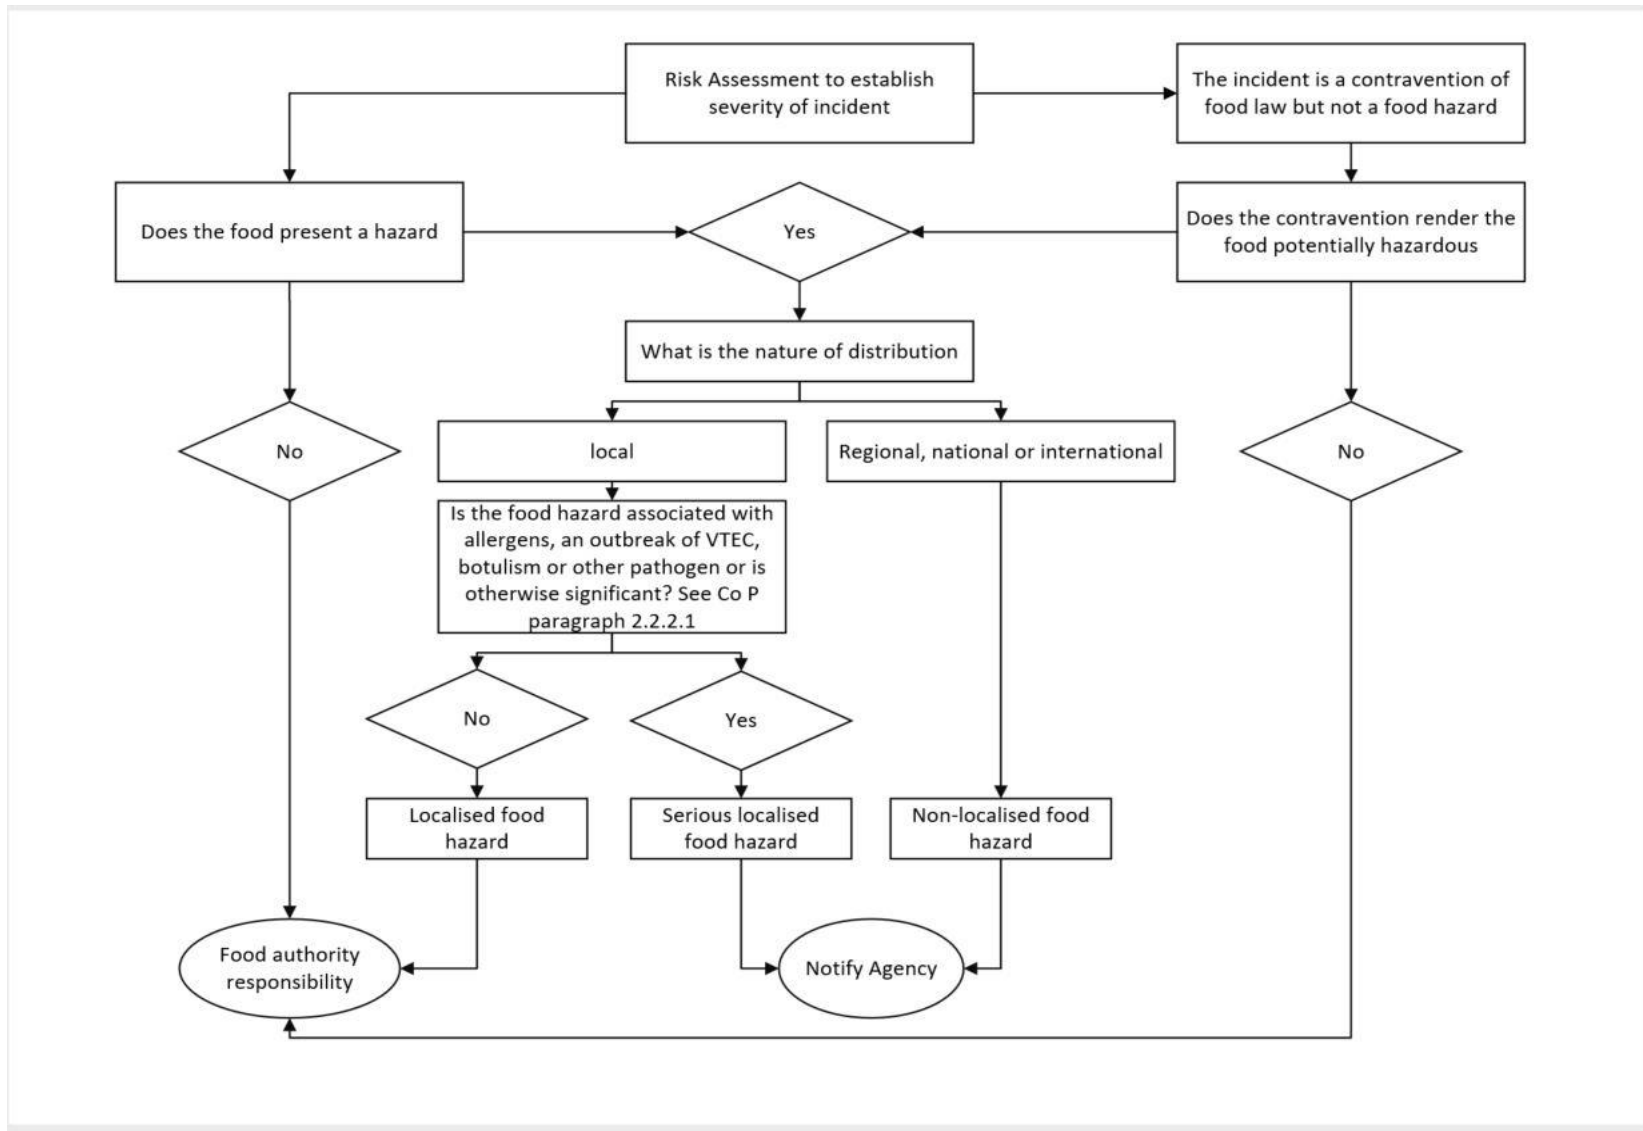 Risk Assessment to establish
severity of incident
The incident is a contravention of
food law but not a food hazard
Does the food present a hazard
Yes
Does the contravention render the
food potentially hazardous
What is the nature of distribution
No
local
Regional, national or international
No
Is the food hazard associated with
allergens, an outbreak of VTEC,
botulism or other pathogen or is
otherwise significant? See Co P
paragraph 2.2.2.1
No
Yes
Localised food
hazard
Serious localised
food hazard
Non-localised food
hazard
Food authority
responsibility
Notify Agency